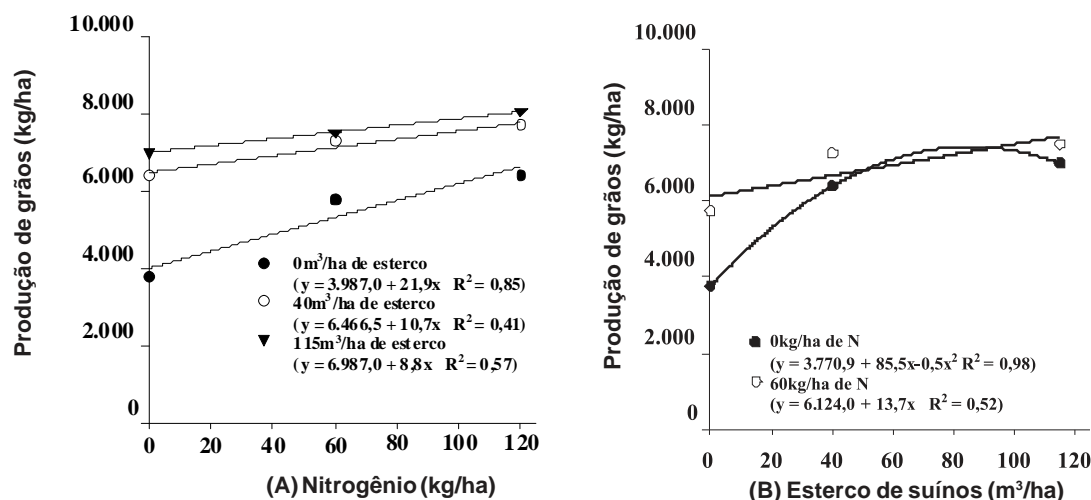 Produção de grãos (kg/ha)
10.000
8.000
6.000
4.000
2.000
0
0m³/ha de esterco
(y = 3.987,0 + 21,9x R² = 0,85)
40m³/ha de esterco
(y = 6.466,5 + 10,7x R² = 0,41)
115m³/ha de esterco
(y = 6.987,0 + 8,8x R² = 0,57)
0 20 40 60 80 100 120
(A) Nitrogênio (kg/ha)
Produção de grãos (kg/ha)
10.000
8.000
6.000
4.000
2.000
0
0kg/ha de N
(y = 3.770,9 + 85,5x-0,5x² R² = 0,98)
60kg/ha de N
(y = 6.124,0 + 13,7x R² = 0,52)
0 20 40 60 80 100 120
(B) Esterco de suínos (m³/ha)